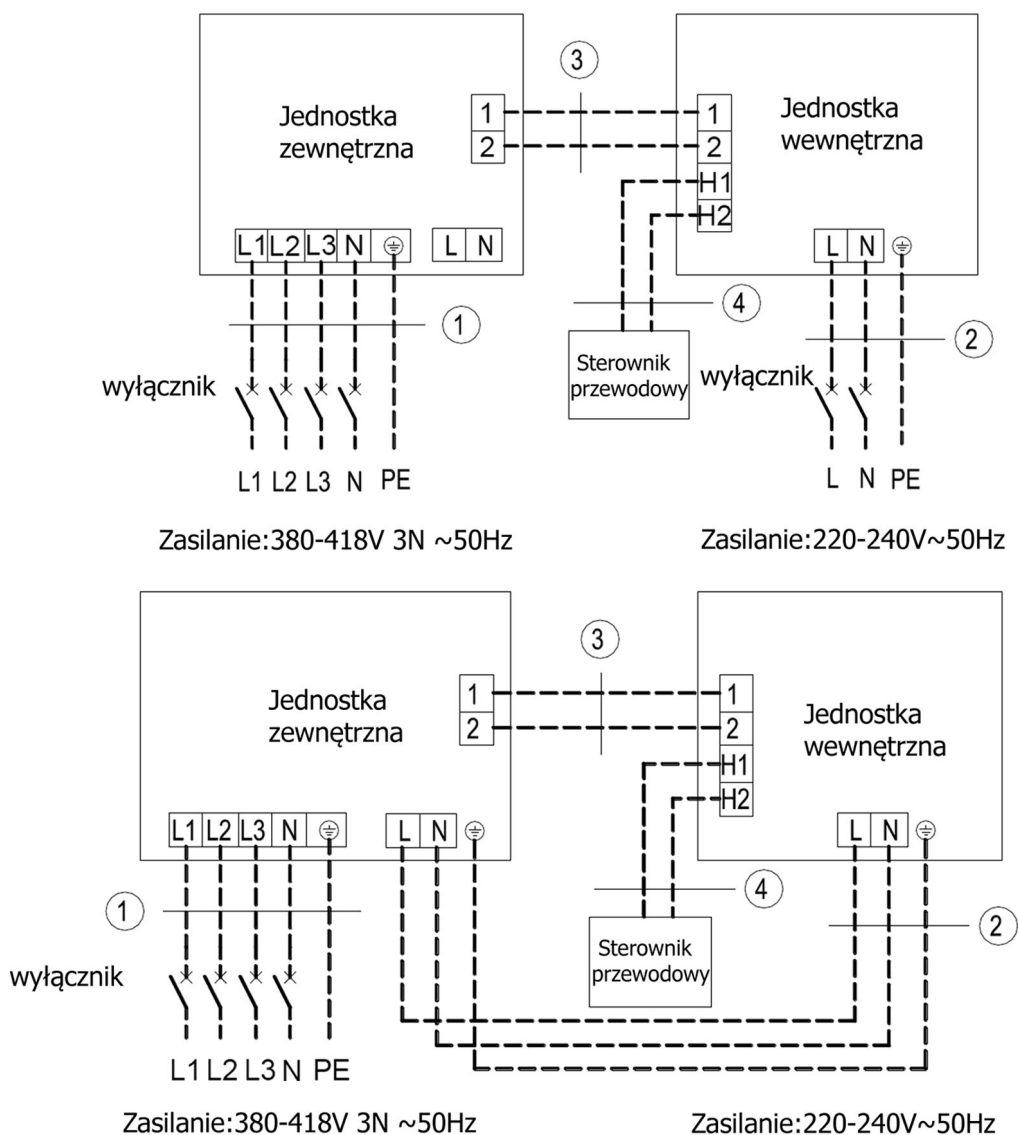 3
Jednostka
zewnętrzna
1
2
1
2
H1
H2
Jednostka
wewnętrzna
L1 L2 L3 N
L N
L N
4
1
2
Sterownik
przewodowy
wyłącznik
wyłącznik
L1 L2 L3 N PE
L N PE
Zasilanie:380-418V 3N ~50Hz
Zasilanie:220-240V~50Hz
3
Jednostka
zewnętrzna
1
2
1
2
H1
H2
Jednostka
wewnętrzna
L1 L2 L3 N
L N
L N
4
1
2
Sterownik
przewodowy
wyłącznik
L1 L2 L3 N PE
Zasilanie:380-418V 3N ~50Hz
Zasilanie:220-240V~50Hz